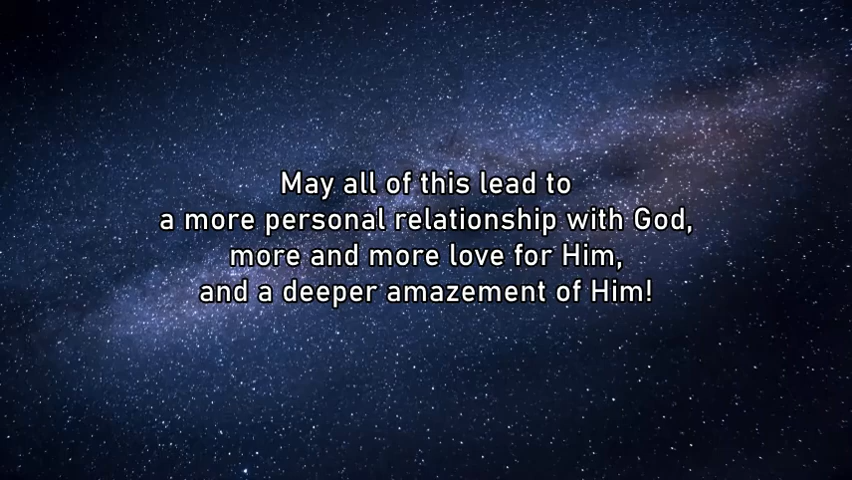 May all of this lead to
a more personal relationship with God,
more and more love for Him,
and a deeper amazement of Him!